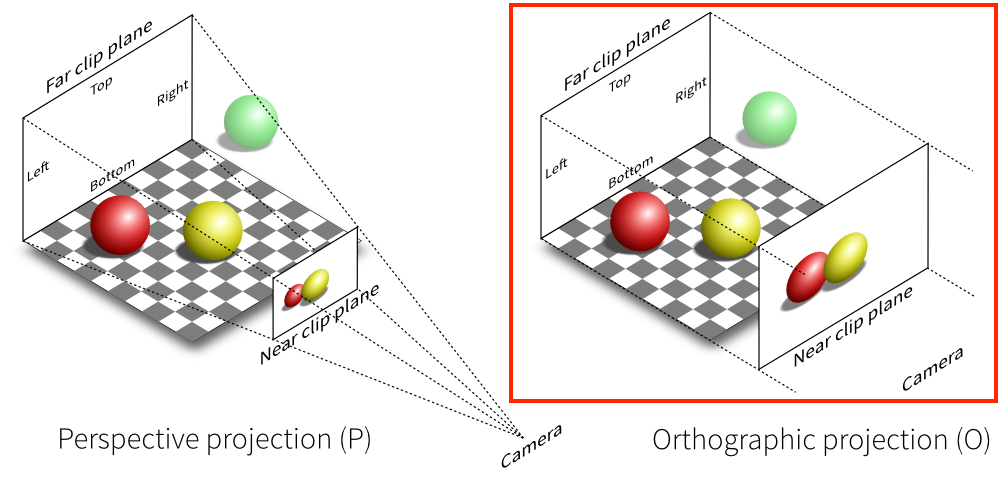 Far clip plane
Top
Right
Left
Bottom
Near clip plane
Camera
Perspective projection (P)
Far clip plane
Top
Right
Left
Bottom
Near clip plane
Camera
Orthographic projection (O)